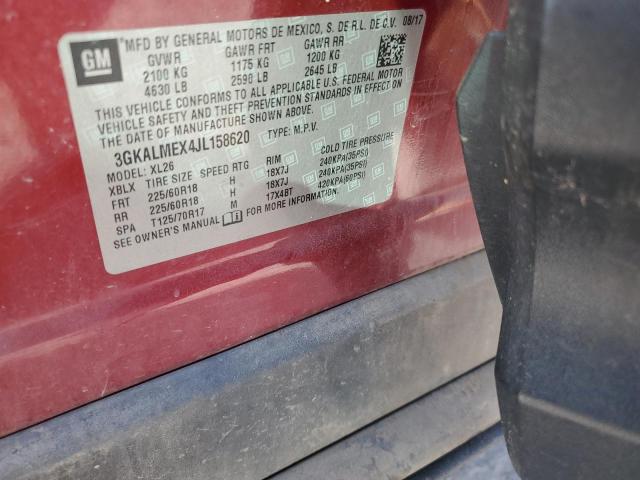 GM
MFD BY GENERAL MOTORS DE MEXICO, S. DE R.L. DE C.V. 08/17
GVWR GAWR FRT GAWR RR
2100 KG 1175 KG 1200 KG
4630 LB 2590 LB 2645 LB
THIS VEHICLE CONFORMS TO ALL APPLICABLE U.S. FEDERAL MOTOR
VEHICLE SAFETY AND THEFT PREVENTION STANDARDS IN EFFECT ON
THE DATE OF MANUFACTURE SHOWN ABOVE.
3GKALMEX4JL158620 TYPE: M.P.V.
MODEL: XL26
XBLX TIRE SIZE SPEED RTG RIM COLD TIRE PRESSURE
FRT 225/60R18 H 18X7J 240KPA(35PSI)
RR 225/60R18 H 18X7J 240KPA(35PSI)
SPA T125/70R17 M 17X4BT 420KPA(60PSI)
SEE OWNER'S MANUAL FOR MORE INFORMATION.